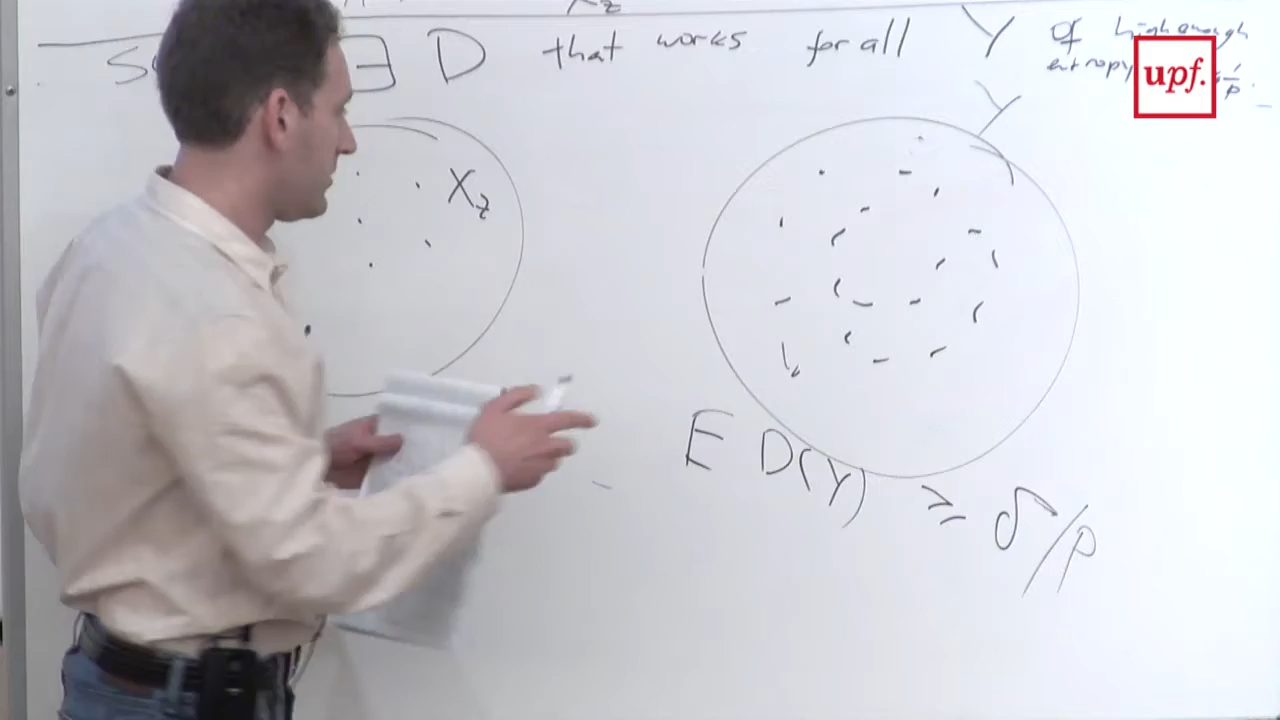 ∃ D that works for all Y of high enough
entropy
upf.
Y
X_z
E D(Y) ≥ δ/p